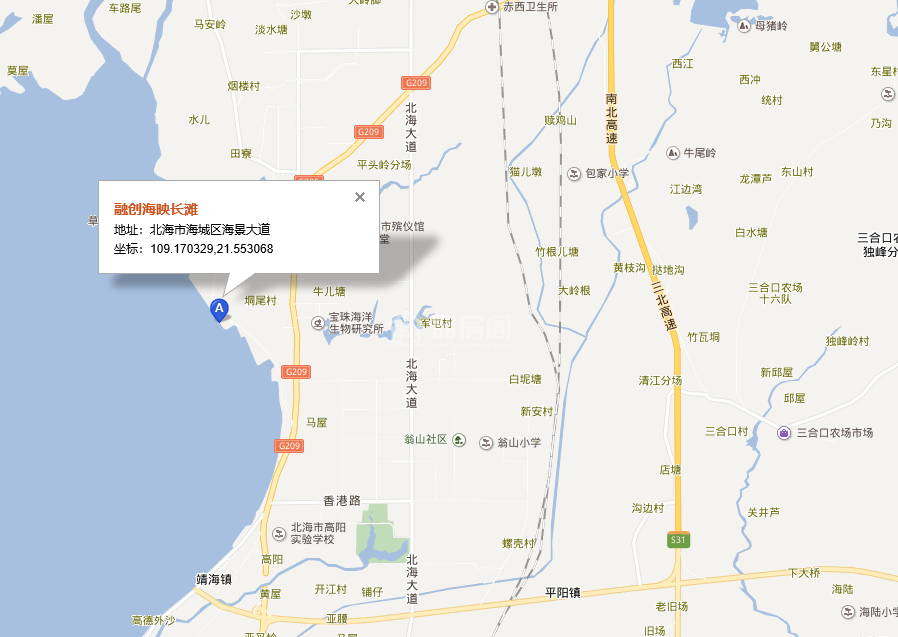 潘屋
车路尾
沙墩
马安岭
淡水塘
赤西卫生所
母猪岭
舅公塘
莫屋
烟楼村
G209
西江
西冲
东星村
统村
水儿
G209
北海大道
南北高速
赎鸡山
乃沟
田寮
平头岭分场
牛尾岭
猫儿墩
包家小学
龙潭芦
东山村
江边湾
融创海映长滩
地址：北海市海城区海景大道
坐标：109.170329,21.553068
市殡仪馆
堂
白水塘
三合口农
独峰分
竹根儿塘
黄枝沟
挞地沟
大岭根
三北高速
三合口农场
十六队
A
垌尾村
牛儿塘
宝珠海洋
生物研究所
军屯村
竹瓦垌
独峰岭村
G209
北海大道
白坭塘
清江分场
新邱屋
邱屋
新安村
马屋
翁山社区
翁山小学
三合口村
三合口农场市场
G209
店塘
香港路
沟边村
关井芦
北海市高阳
实验学校
螺壳村
S31
高阳
北海大道
靖海镇
开江村
铺仔
平阳镇
下大桥
海陆
黄屋
老旧场
海陆小学
高德外沙
亚腰
旧场
马屋